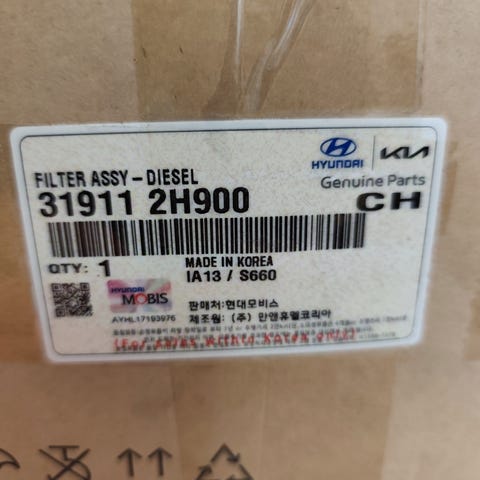 HYUNDAI KIA
Genuine Parts
FILTER ASSY-DIESEL
31911 2H900 CH
QTY: 1 MADE IN KOREA
IA13 / S660
HYUNDAI
MOBIS
AYHL17193976
판매처:현대모비스
제조원: (주) 만앤휴멜코리아